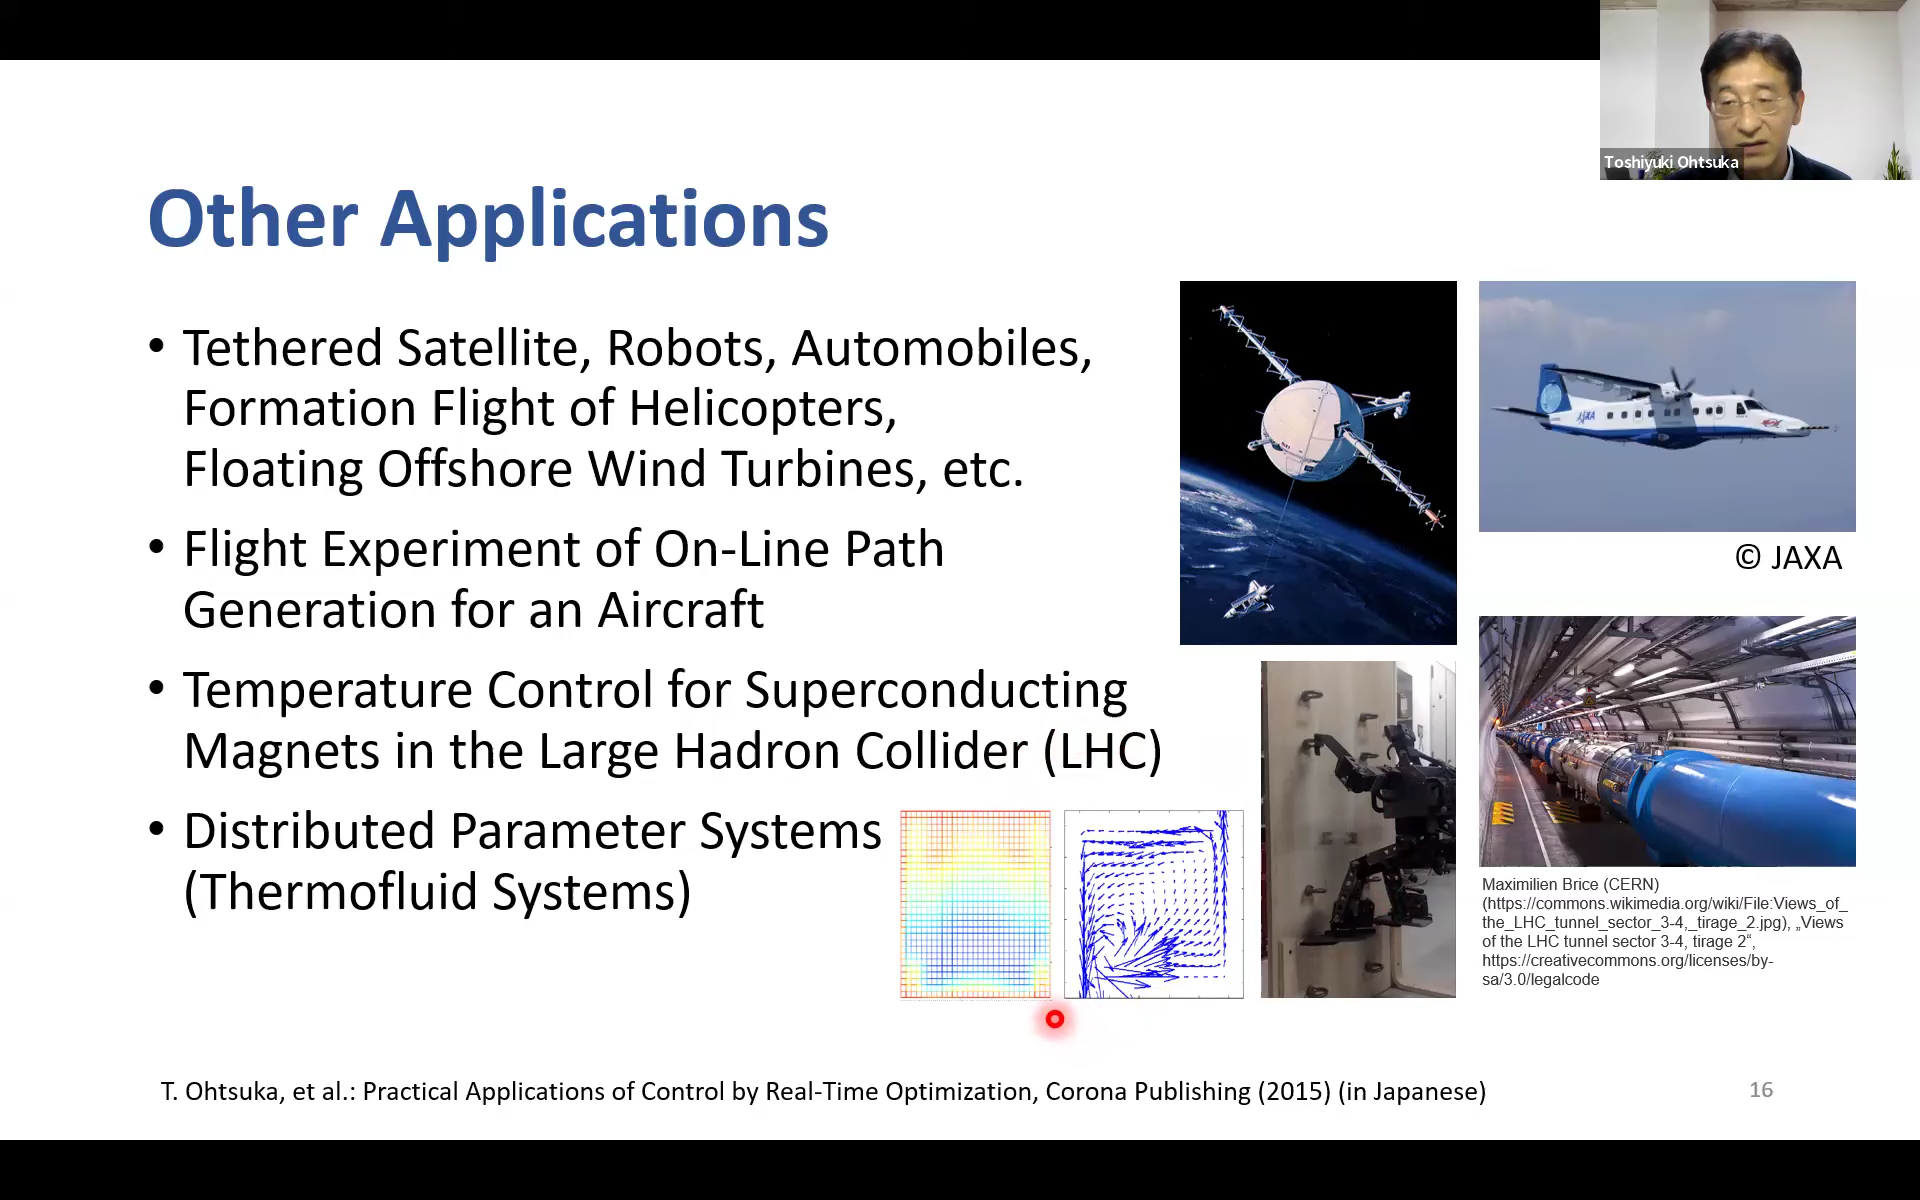 Toshiyuki Ohtsuka
Other Applications
• Tethered Satellite, Robots, Automobiles,
Formation Flight of Helicopters,
Floating Offshore Wind Turbines, etc.
• Flight Experiment of On-Line Path
Generation for an Aircraft
• Temperature Control for Superconducting
Magnets in the Large Hadron Collider (LHC)
• Distributed Parameter Systems
(Thermofluid Systems)
JAXA
© JAXA
Maximilien Brice (CERN)
(https://commons.wikimedia.org/wiki/File:Views_of_
the_LHC_tunnel_sector_3-4,_tirage_2.jpg), „Views
of the LHC tunnel sector 3-4, tirage 2“,
https://creativecommons.org/licenses/by-
sa/3.0/legalcode
T. Ohtsuka, et al.: Practical Applications of Control by Real-Time Optimization, Corona Publishing (2015) (in Japanese)
16